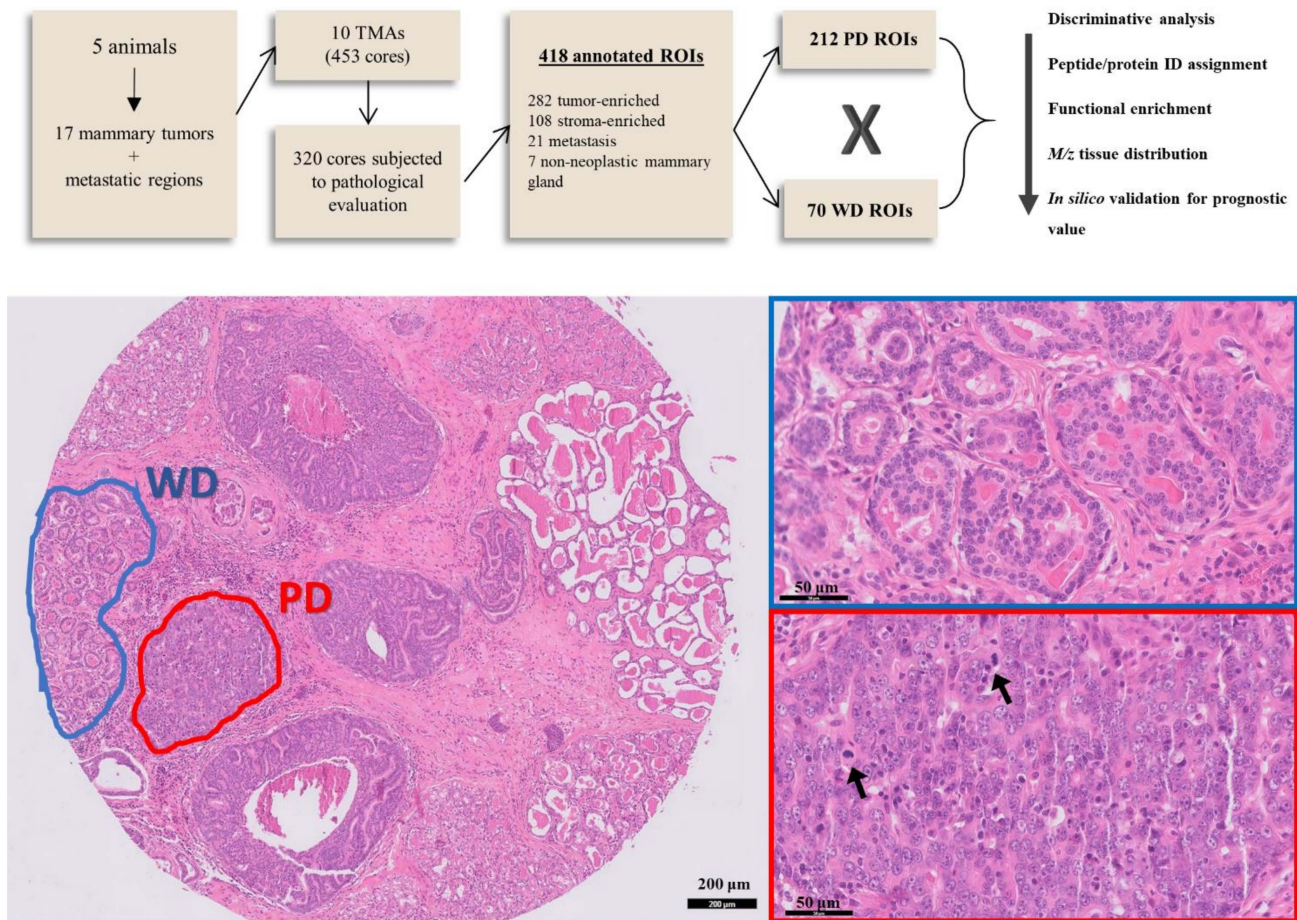 5 animals
17 mammary tumors
+
metastatic regions
10 TMAs
(453 cores)
320 cores subjected
to pathological
evaluation
418 annotated ROIs
282 tumor-enriched
108 stroma-enriched
21 metastasis
7 non-neoplastic mammary
gland
212 PD ROIs
X
70 WD ROIs
Discriminative analysis
Peptide/protein ID assignment
Functional enrichment
M/z tissue distribution
In silico validation for prognostic
value
WD
PD
200 µm
200 µm
50 µm
50 µm